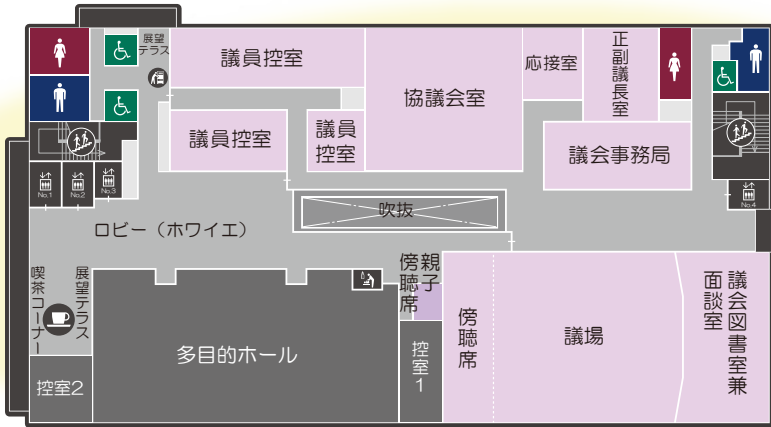 展望
テラス
議員控室
協議会室
応接室
正副議長室
議員控室
議員
控室
議会事務局
No.1
No.2
No.3
No.4
吹抜
ロビー（ホワイエ）
展望テラス
喫茶コーナー
親子
傍聴席
多目的ホール
控室2
控室1
傍聴席
議場
議会図書室兼
面談室